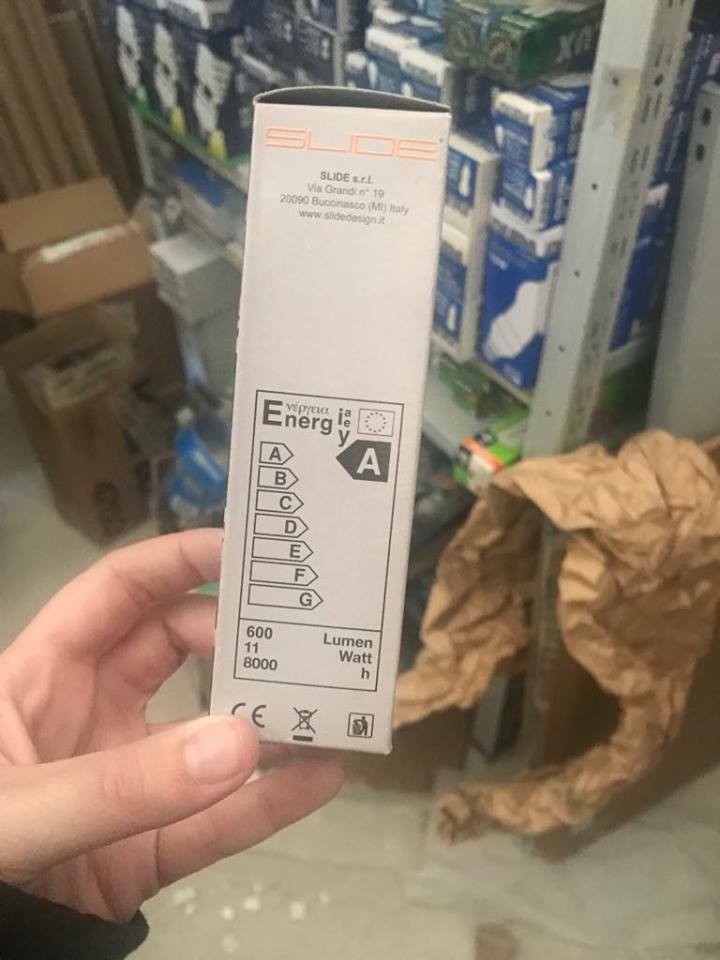 SLIDE
SLIDE s.r.l.
Via Grandi n° 19
20090 Buccinasco (MI) Italy
www.slidedesign.it
Energ νέργεια ia ie y
A
A
B
C
D
E
F
G
600 Lumen
11 Watt
8000 h
CE